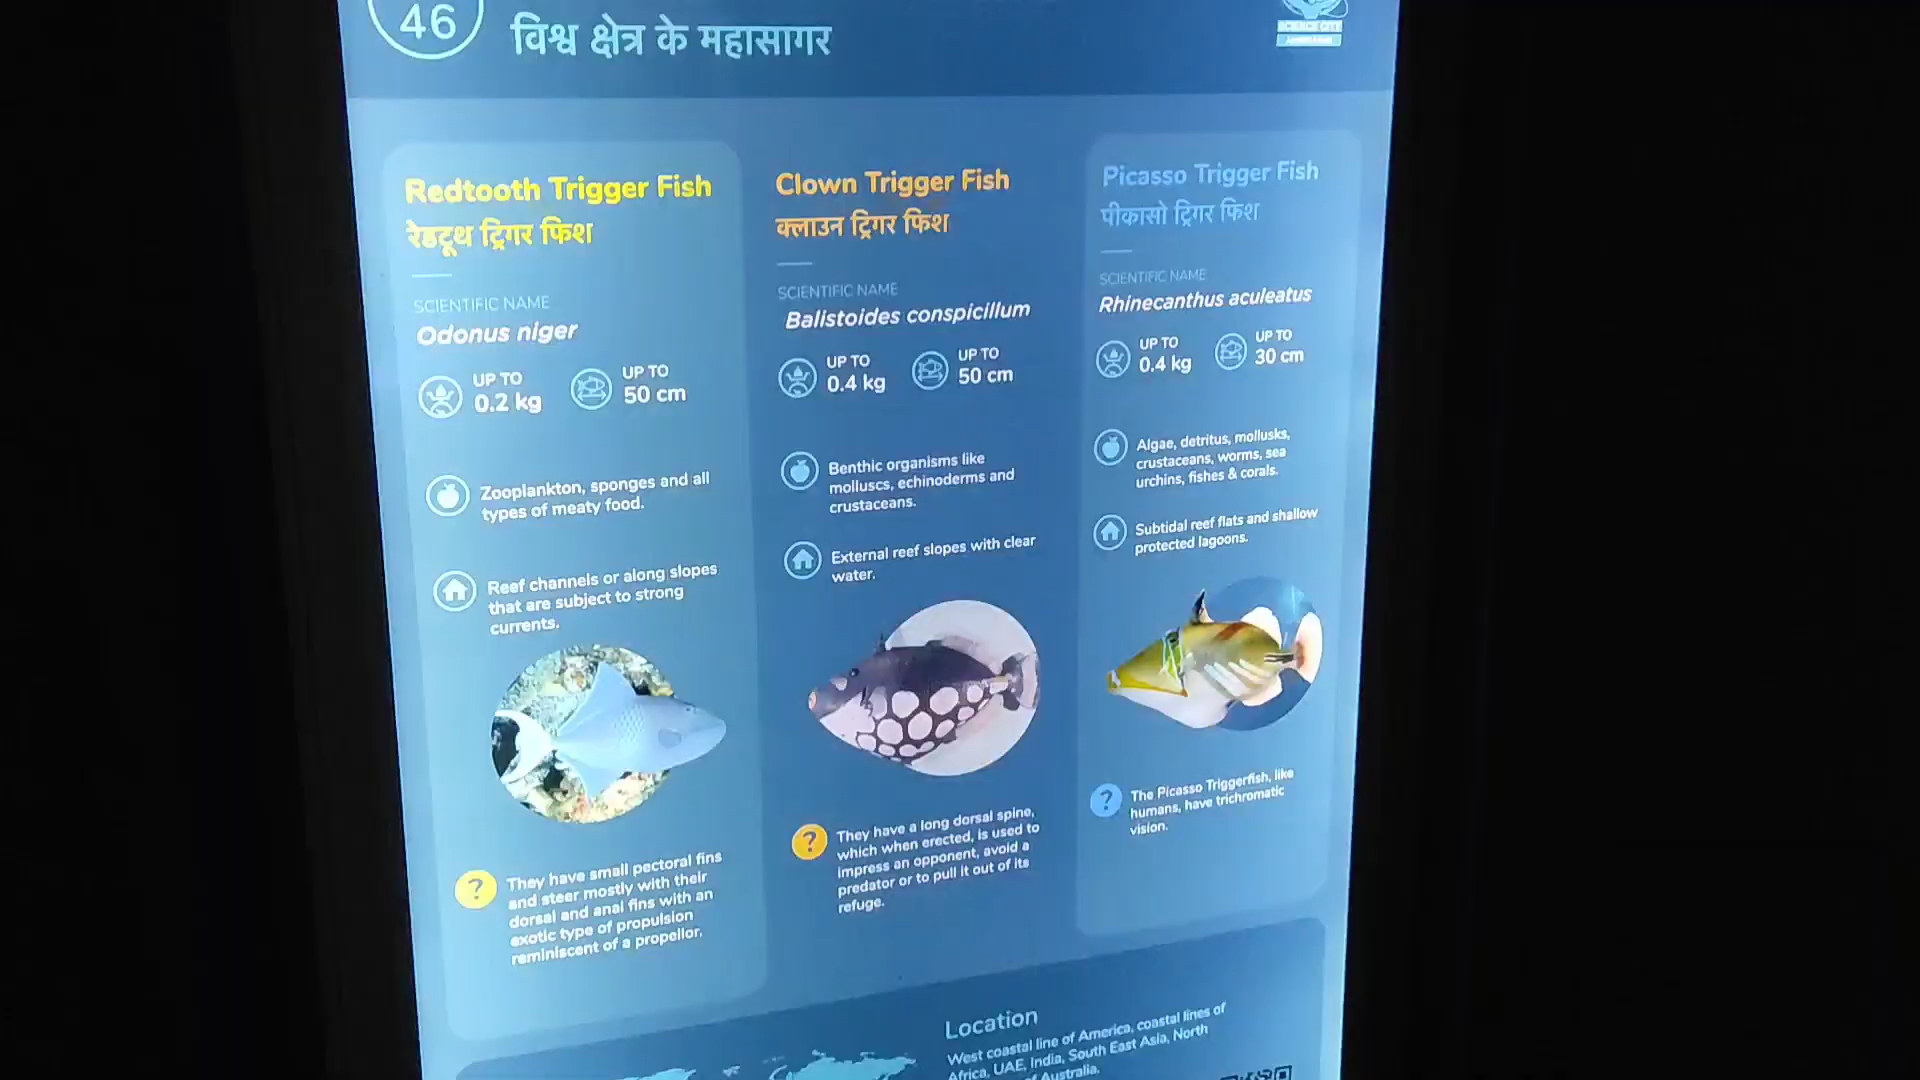 46
विश्व क्षेत्र के महासागर
SCIENCE CITY
Redtooth Trigger Fish
रेडटूथ ट्रिगर फिश
SCIENTIFIC NAME
Odonus niger
UP TO
0.2 kg
UP TO
50 cm
Zooplankton, sponges and all
types of meaty food.
Reef channels or along slopes
that are subject to strong
currents.
They have small pectoral fins
and steer mostly with their
dorsal and anal fins with an
exotic type of propulsion
reminiscent of a propellor.
Clown Trigger Fish
क्लाउन ट्रिगर फिश
SCIENTIFIC NAME
Balistoides conspicillum
UP TO
0.4 kg
UP TO
50 cm
Benthic organisms like
molluscs, echinoderms and
crustaceans.
External reef slopes with clear
water.
They have a long dorsal spine,
which when erected, is used to
impress an opponent, avoid a
predator or to pull it out of its
refuge.
Picasso Trigger Fish
पीकासो ट्रिगर फिश
SCIENTIFIC NAME
Rhinecanthus aculeatus
UP TO
0.4 kg
UP TO
30 cm
Algae, detritus, mollusks,
crustaceans, worms, sea
urchins, fishes & corals.
Subtidal reef flats and shallow
protected lagoons.
The Picasso Triggerfish, like
humans, have trichromatic
vision.
Location
West coastal line of America, coastal lines of
Africa, UAE, India, South East Asia, North
of Australia.